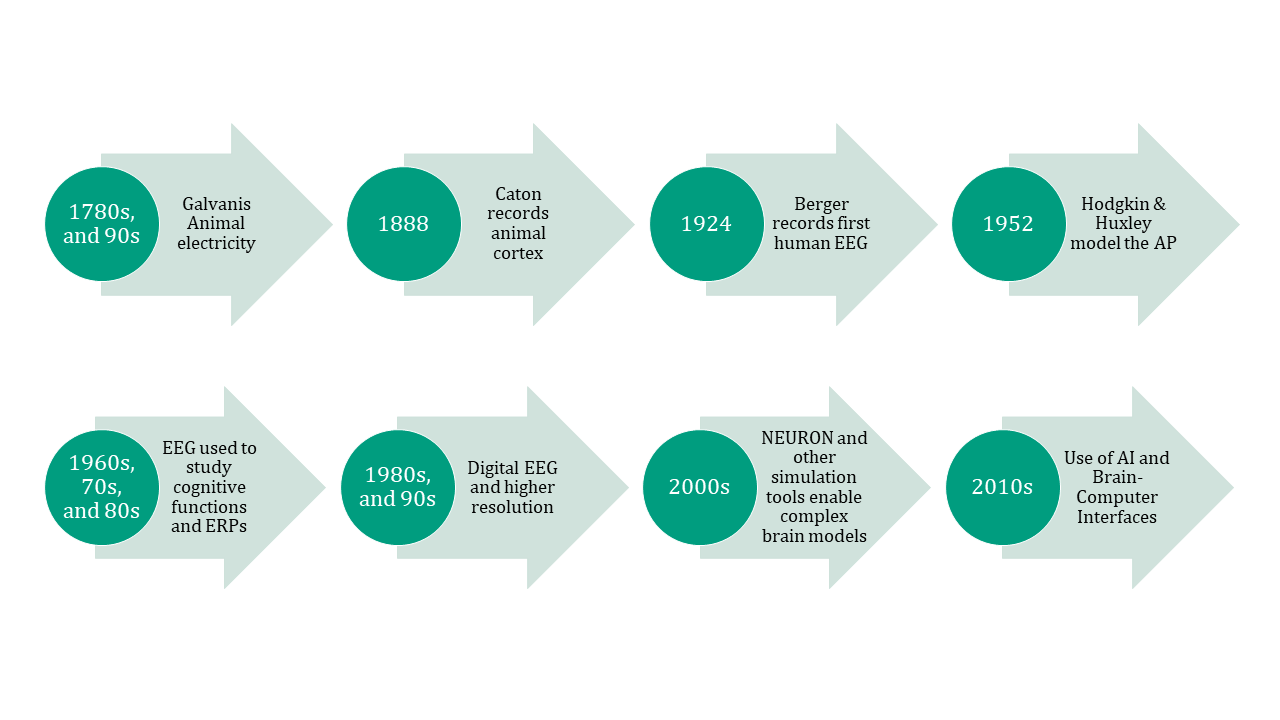 1780s,
and 90s
Galvanis
Animal
electricity
1888
Caton
records
animal
cortex
1924
Berger
records first
human EEG
1952
Hodgkin &
Huxley
model the AP
1960s,
70s,
and 80s
EEG used to
study
cognitive
functions
and ERPs
1980s,
and 90s
Digital EEG
and higher
resolution
2000s
NEURON and
other
simulation
tools enable
complex
brain models
2010s
Use of AI and
Brain-
Computer
Interfaces